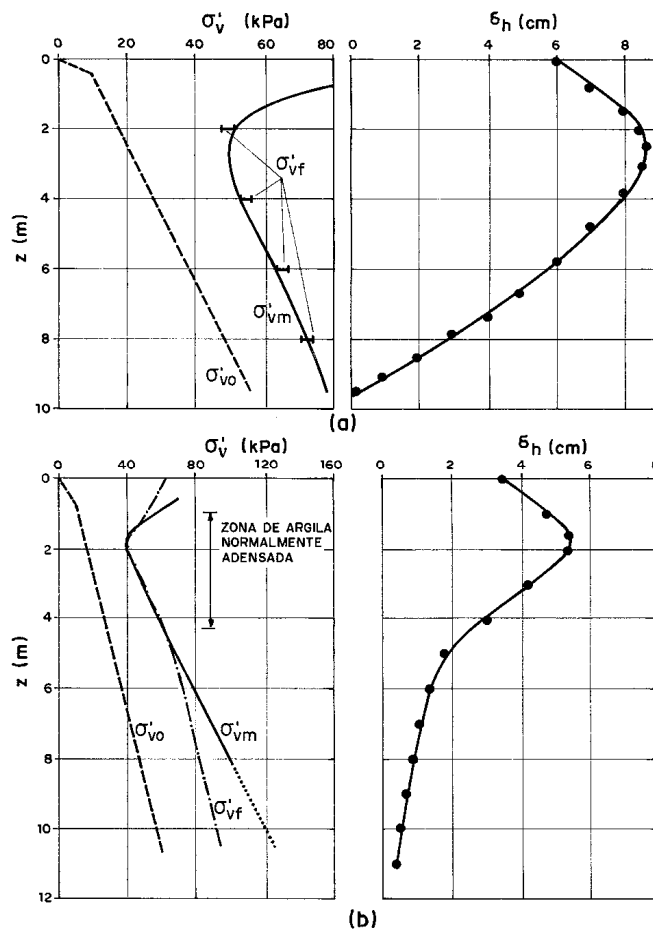 σ'v (kPa)
0 20 40 60 80
δh (cm)
0 2 4 6 8
0
2
4
6
8
10
z (m)
σ'vf
σ'vm
σ'vo
(a)
σ'v (kPa)
0 40 80 120 160
δh (cm)
0 2 4 6 8
0
2
4
6
8
10
12
z (m)
ZONA DE ARGILA
NORMALMENTE
ADENSADA
σ'vo
σ'vm
σ'vf
(b)